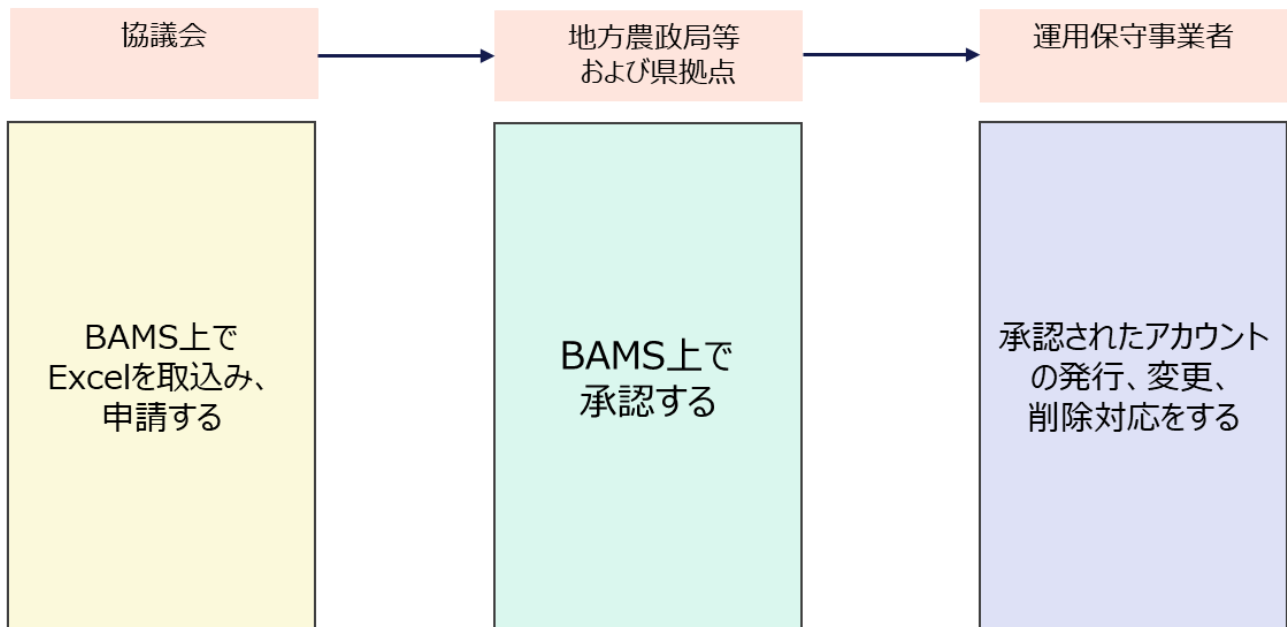 協議会
地方農政局等
および県拠点
運用保守事業者
BAMS上で
Excelを取込み、
申請する
BAMS上で
承認する
承認されたアカウント
の発行、変更、
削除対応をする